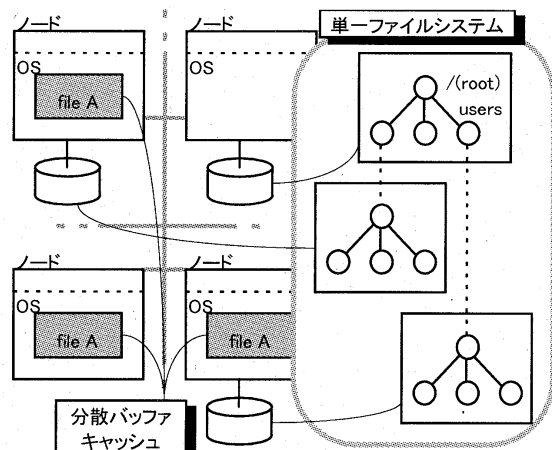 単一ファイルシステム
ノード
ノード
OS
OS
file A
/(root)
users
ノード
ノード
OS
OS
file A
file A
分散バッファ
キャッシュ